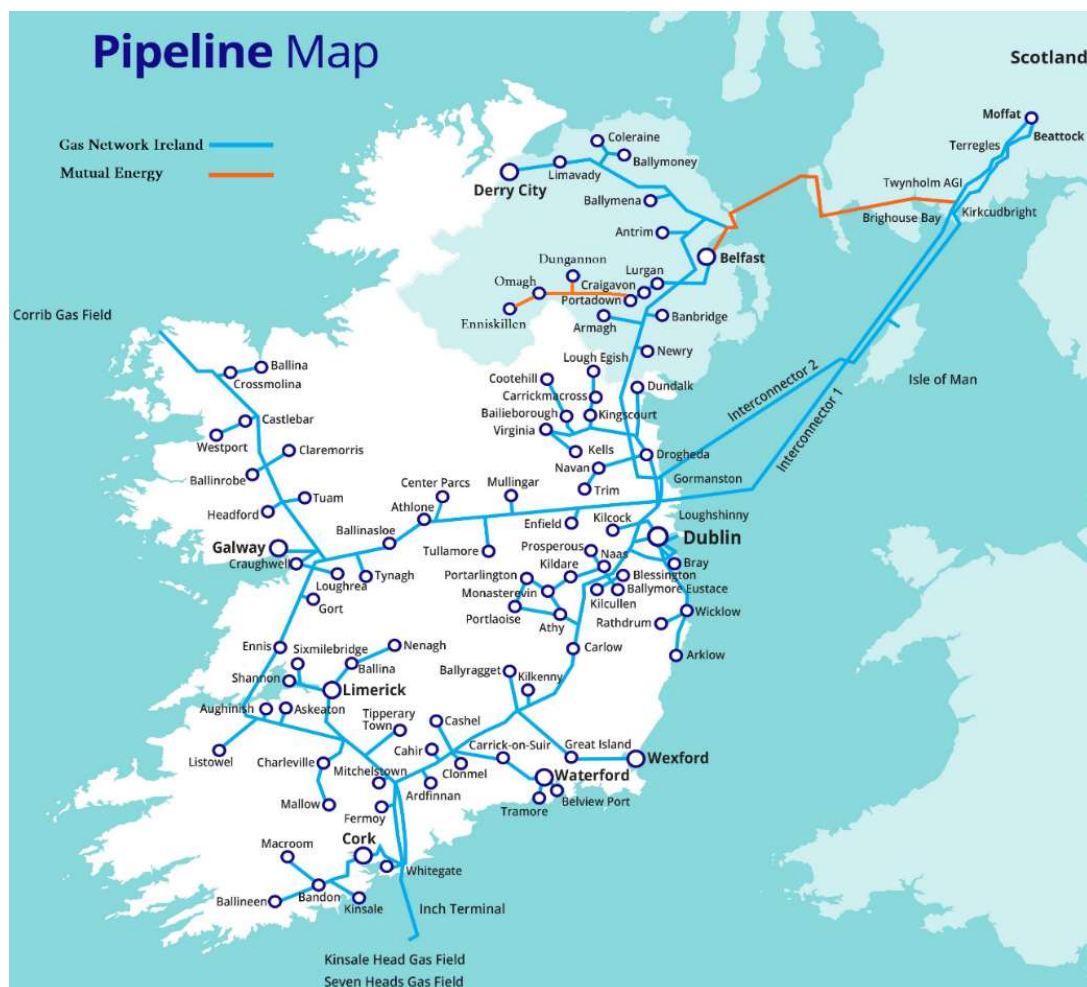 Pipeline Map
Scotland
Gas Network Ireland
Mutual Energy
Moffat
Beattock
Terregles
Twynholm AGI
Brighouse Bay
Kirkcudbright
Coleraine
Ballymoney
Limavady
Derry City
Ballymena
Antrim
Belfast
Dungannon
Lurgan
Omagh
Craigavon
Portadown
Enniskillen
Armagh
Banbridge
Newry
Lough Egish
Isle of Man
Interconnector 2
Interconnector 1
Corrib Gas Field
Ballina
Crossmolina
Castlebar
Westport
Claremorris
Ballinrobe
Tuam
Headford
Cootehill
Carrickmacross
Dundalk
Bailieborough
Kingscourt
Virginia
Kells
Drogheda
Navan
Trim
Gormanston
Center Parcs
Mullingar
Athlone
Ballinasloe
Enfield
Kilcock
Loughshinny
Dublin
Galway
Craughwell
Loughrea
Tynagh
Tullamore
Prosperous
Naas
Bray
Portarlington
Kildare
Blessington
Monasterevin
Ballymore Eustace
Kilcullen
Gort
Portlaoise
Athy
Rathdrum
Wicklow
Arklow
Ennis
Sixmilebridge
Nenagh
Carlow
Ballina
Shannon
Limerick
Ballyragget
Kilkenny
Aughinish
Askeaton
Tipperary
Town
Cashel
Listowel
Charleville
Cahir
Carrick-on-Suir
Great Island
Wexford
Mitchelstown
Clonmel
Waterford
Mallow
Ardfinnan
Tramore
Belview Port
Fermoy
Cork
Macroom
Whitegate
Bandon
Ballineen
Kinsale
Inch Terminal
Kinsale Head Gas Field
Seven Heads Gas Field